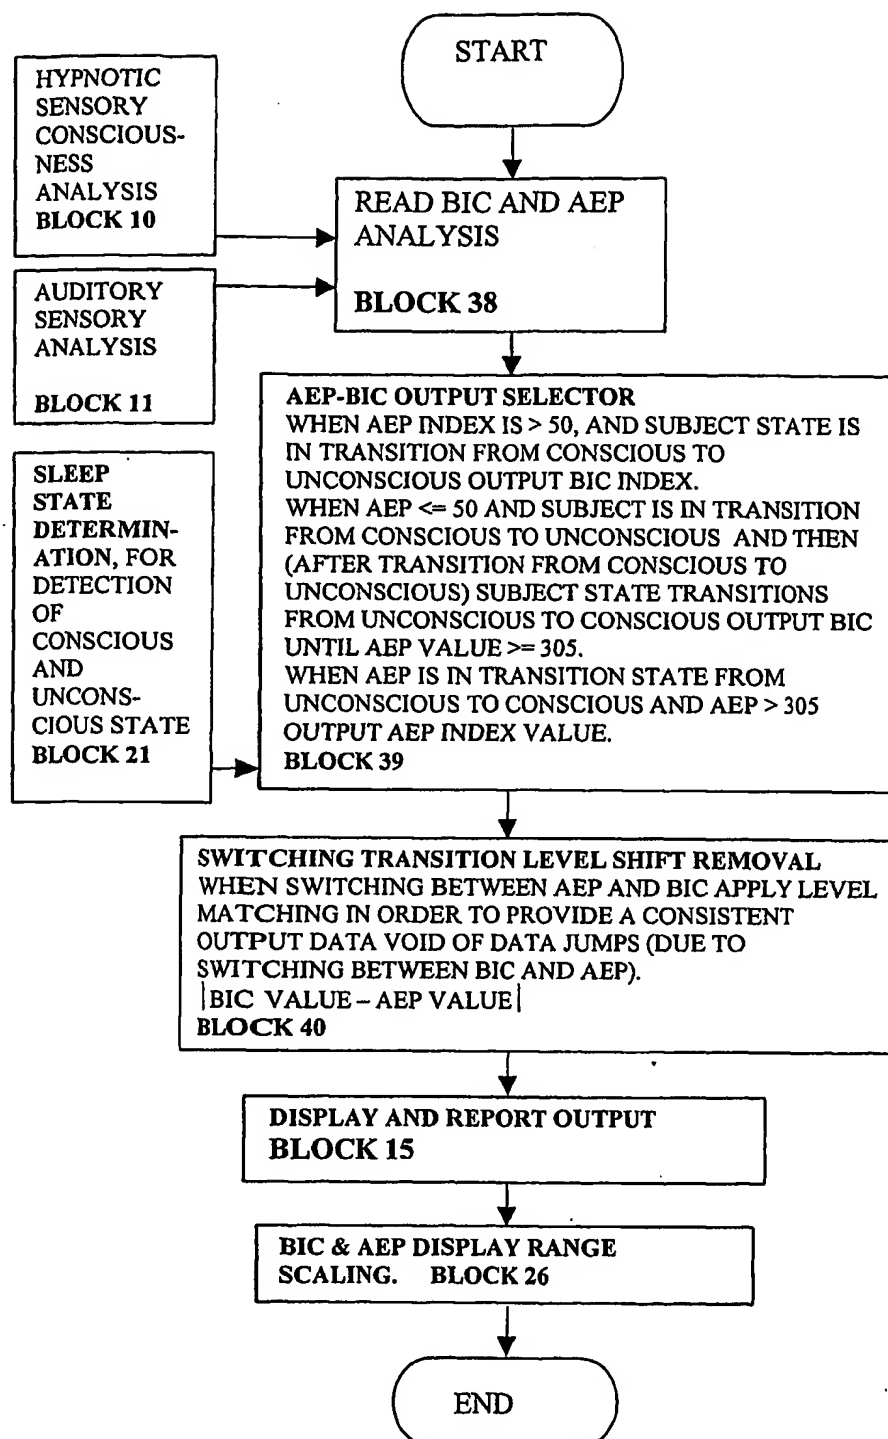 START
HYPNOTIC
SENSORY
CONSCIOUS-
NESS
ANALYSIS
BLOCK 10
READ BIC AND AEP
ANALYSIS
BLOCK 38
AUDITORY
SENSORY
ANALYSIS
BLOCK 11
AEP-BIC OUTPUT SELECTOR
WHEN AEP INDEX IS > 50, AND SUBJECT STATE IS
IN TRANSITION FROM CONSCIOUS TO
UNCONSCIOUS OUTPUT BIC INDEX.
WHEN AEP <= 50 AND SUBJECT IS IN TRANSITION
FROM CONSCIOUS TO UNCONSCIOUS AND THEN
(AFTER TRANSITION FROM CONSCIOUS TO
UNCONSCIOUS) SUBJECT STATE TRANSITIONS
FROM UNCONSCIOUS TO CONSCIOUS OUTPUT BIC
UNTIL AEP VALUE >= 305.
WHEN AEP IS IN TRANSITION STATE FROM
UNCONSCIOUS TO CONSCIOUS AND AEP > 305
OUTPUT AEP INDEX VALUE.
BLOCK 39
SLEEP
STATE
DETERMIN-
ATION, FOR
DETECTION
OF
CONSCIOUS
AND
UNCONS-
CIOUS STATE
BLOCK 21
SWITCHING TRANSITION LEVEL SHIFT REMOVAL
WHEN SWITCHING BETWEEN AEP AND BIC APPLY LEVEL
MATCHING IN ORDER TO PROVIDE A CONSISTENT
OUTPUT DATA VOID OF DATA JUMPS (DUE TO
SWITCHING BETWEEN BIC AND AEP).
|BIC VALUE – AEP VALUE|
BLOCK 40
DISPLAY AND REPORT OUTPUT
BLOCK 15
BIC & AEP DISPLAY RANGE
SCALING. BLOCK 26
END